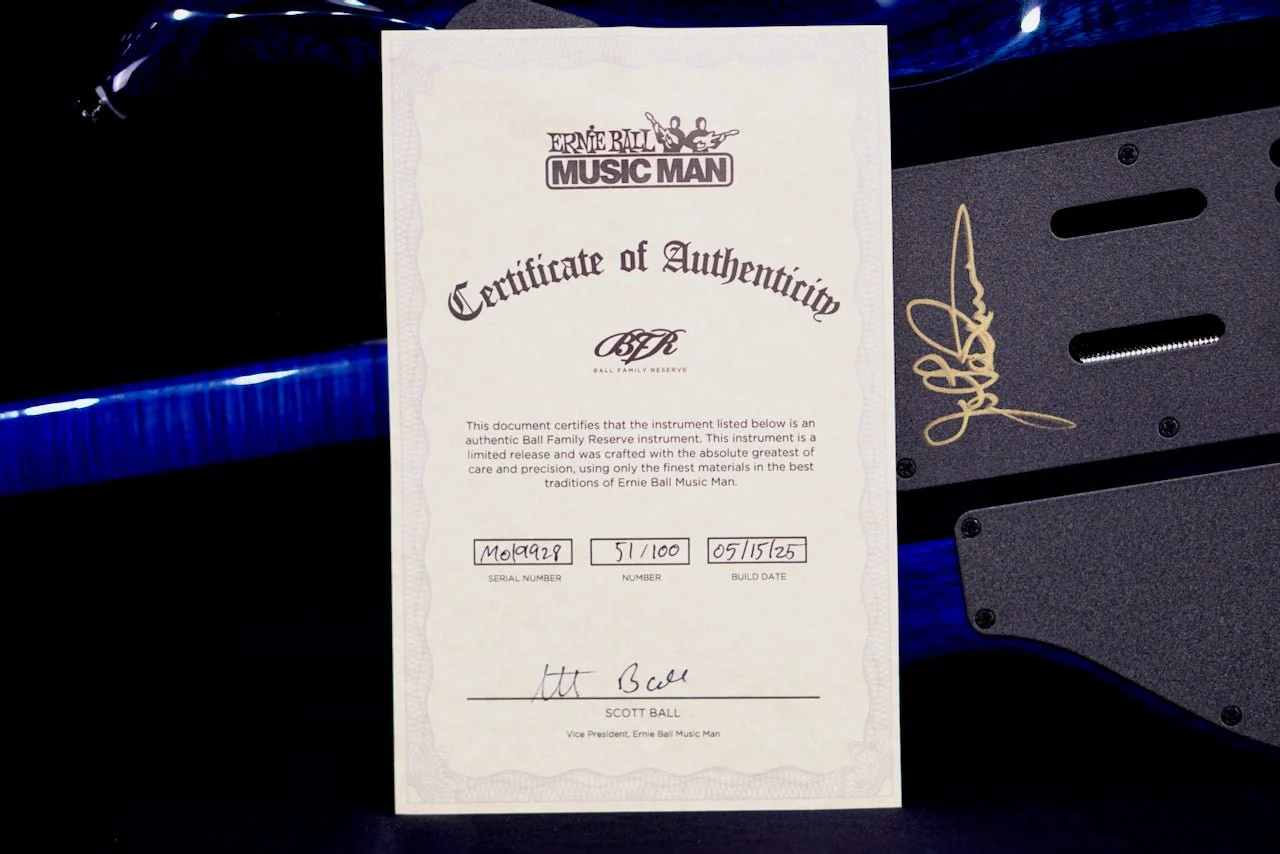 ERNIE BALL
MUSIC MAN
Certificate of Authenticity
BFR
BALL FAMILY RESERVE
This document certifies that the instrument listed below is an
authentic Ball Family Reserve instrument. This instrument is a
limited release and was crafted with the absolute greatest of
care and precision, using only the finest materials in the best
traditions of Ernie Ball Music Man.
M019928 51/100 05/15/25
SERIAL NUMBER NUMBER BUILD DATE
Ball
SCOTT BALL
Vice President, Ernie Ball Music Man